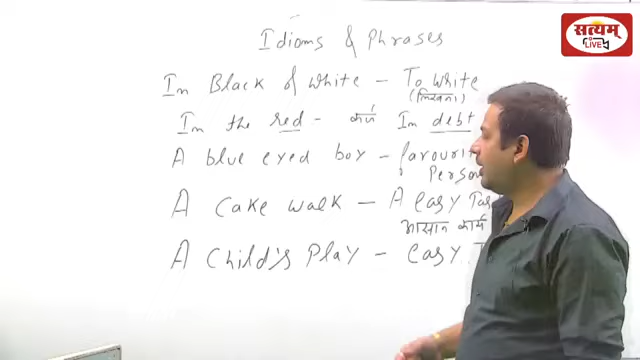 सत्यम्
LIVE
Idioms & Phrases
In Black & White - To write
(लिखना)
In the red - कर्ज In debt
A blue eyed boy - favourit
Person
A cake walk - A easy Tas
आसान कार्य
A child's Play - easy T